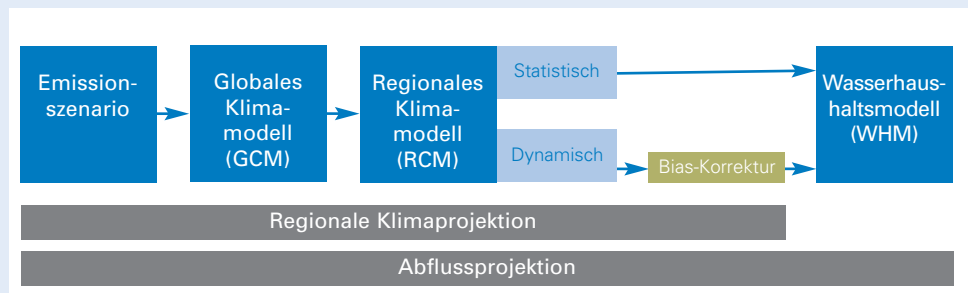 Emission-
szenario
Globales
Klima-
modell
(GCM)
Regionales
Klima-
modell
(RCM)
Statistisch
Dynamisch
Bias-Korrektur
Wasserhaus-
haltsmodell
(WHM)
Regionale Klimaprojektion
Abflussprojektion